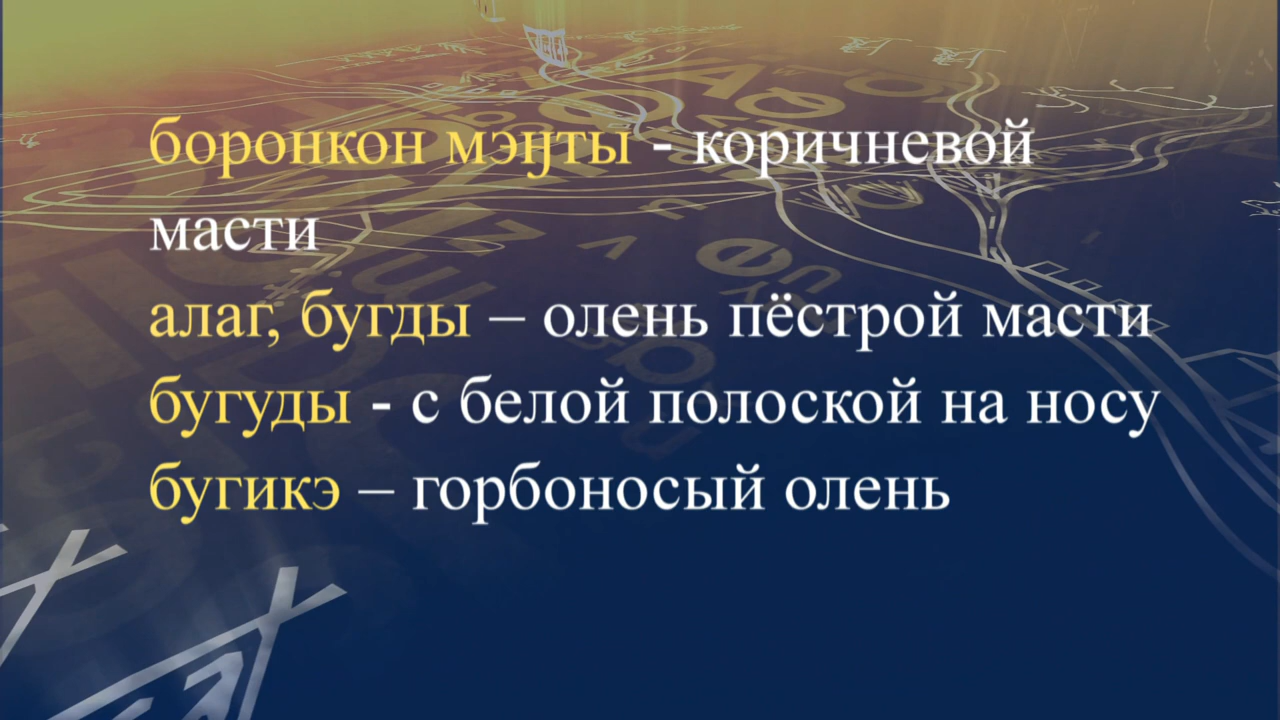 боронкон мэӈты - коричневой
масти
алаг, бугды – олень пёстрой масти
бугуды - с белой полоской на носу
бугикэ – горбоносый олень